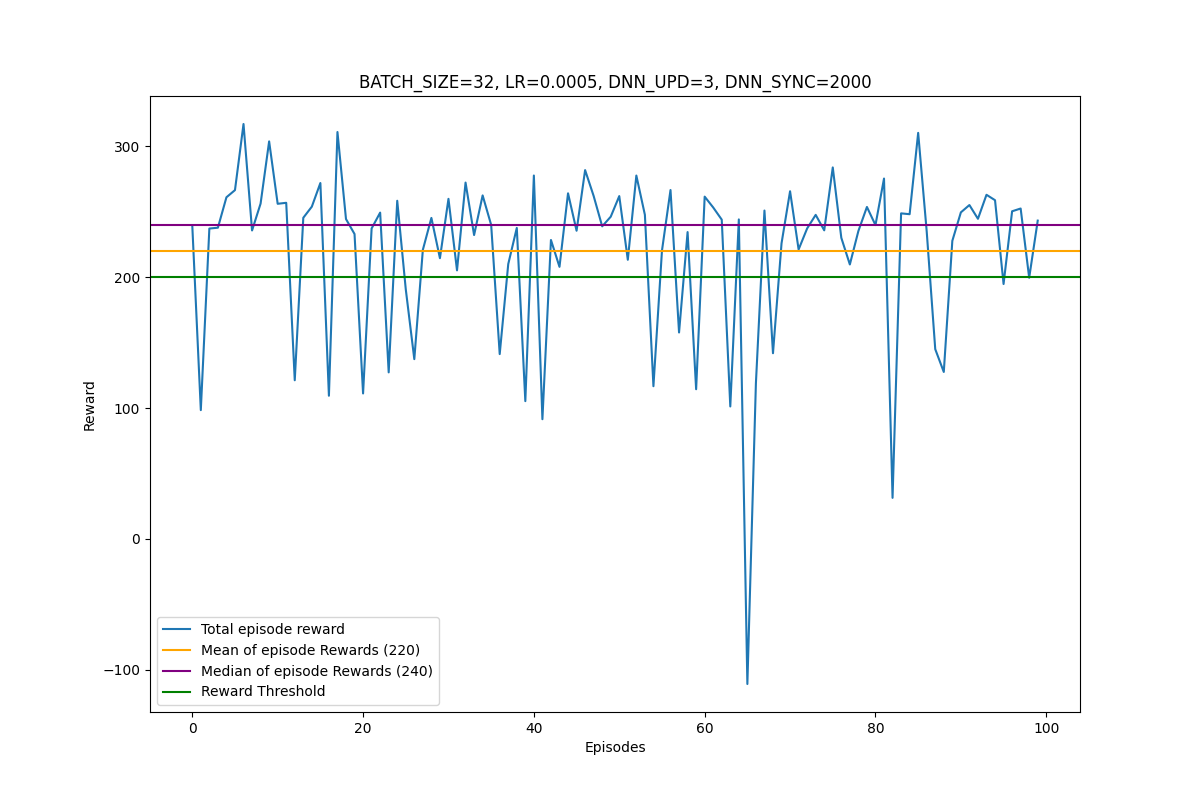 BATCH_SIZE=32, LR=0.0005, DNN_UPD=3, DNN_SYNC=2000
300
200
100
0
−100
Reward
Total episode reward
Mean of episode Rewards (220)
Median of episode Rewards (240)
Reward Threshold
0 20 40 60 80 100
Episodes